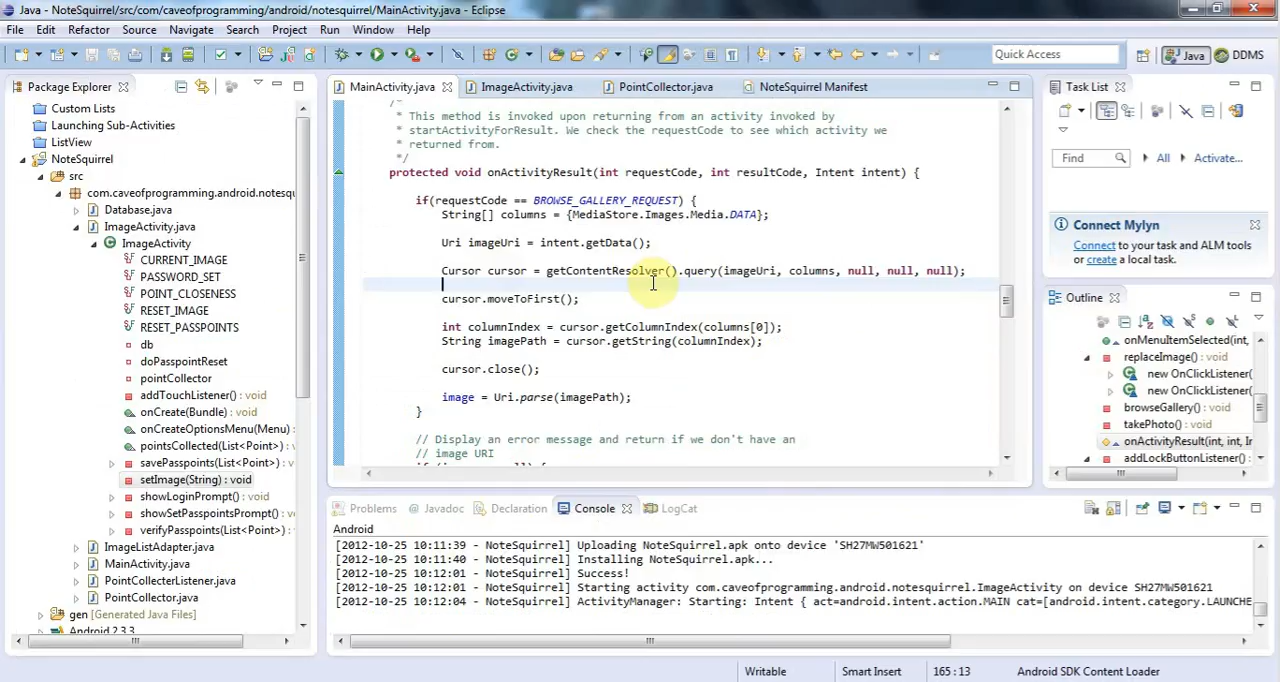 Java - NoteSquirrel/src/com/caveofprogramming/android/notesquirrel/MainActivity.java - Eclipse
File Edit Refactor Source Navigate Search Project Run Window Help
Quick Access
Java
DDMS
Package Explorer
Custom Lists
Launching Sub-Activities
ListView
NoteSquirrel
src
com.caveofprogramming.android.notesq
Database.java
ImageActivity.java
ImageActivity
CURRENT_IMAGE
PASSWORD_SET
POINT_CLOSENESS
RESET_IMAGE
RESET_PASSPOINTS
db
doPasspointReset
pointCollector
addTouchListener() : void
onCreate(Bundle) : void
onCreateOptionsMenu(Menu) :
pointsCollected(List<Point>) : v
savePasspoints(List<Point>) : v
setImage(String) : void
showLoginPrompt() : void
showSetPasspointsPrompt() : v
verifyPasspoints(List<Point>) : v
ImageListAdapter.java
MainActivity.java
PointCollecterListener.java
PointCollector.java
gen [Generated Java Files]
Android 2.3.3
MainActivity.java
ImageActivity.java
PointCollector.java
NoteSquirrel Manifest
/*
* This method is invoked upon returning from an activity invoked by
* startActivityForResult. We check the requestCode to see which activity we
* returned from.
*/
protected void onActivityResult(int requestCode, int resultCode, Intent intent) {
if(requestCode == BROWSE_GALLERY_REQUEST) {
String[] columns = {MediaStore.Images.Media.DATA};
Uri imageUri = intent.getData();
Cursor cursor = getContentResolver().query(imageUri, columns, null, null, null);
cursor.moveToFirst();
int columnIndex = cursor.getColumnIndex(columns[0]);
String imagePath = cursor.getString(columnIndex);
cursor.close();
image = Uri.parse(imagePath);
}
// Display an error message and return if we don't have an
// image URI
Task List
Find
All
Activate...
Connect Mylyn
Connect to your task and ALM tools
or create a local task.
Outline
onMenuItemSelected(int,
replaceImage() : void
new OnClickListener(
new OnClickListener(
browseGallery() : void
takePhoto() : void
onActivityResult(int, int, I
addLockButtonListener() :
Problems
Javadoc
Declaration
Console
LogCat
Android
[2012-10-25 10:11:39 - NoteSquirrel] Uploading NoteSquirrel.apk onto device 'SH27MW501621'
[2012-10-25 10:11:40 - NoteSquirrel] Installing NoteSquirrel.apk...
[2012-10-25 10:12:01 - NoteSquirrel] Success!
[2012-10-25 10:12:01 - NoteSquirrel] Starting activity com.caveofprogramming.android.notesquirrel.ImageActivity on device SH27MW501621
[2012-10-25 10:12:04 - NoteSquirrel] ActivityManager: Starting: Intent { act=android.intent.action.MAIN cat=[android.intent.category.LAUNCHE
Writable
Smart Insert
165 : 13
Android SDK Content Loader